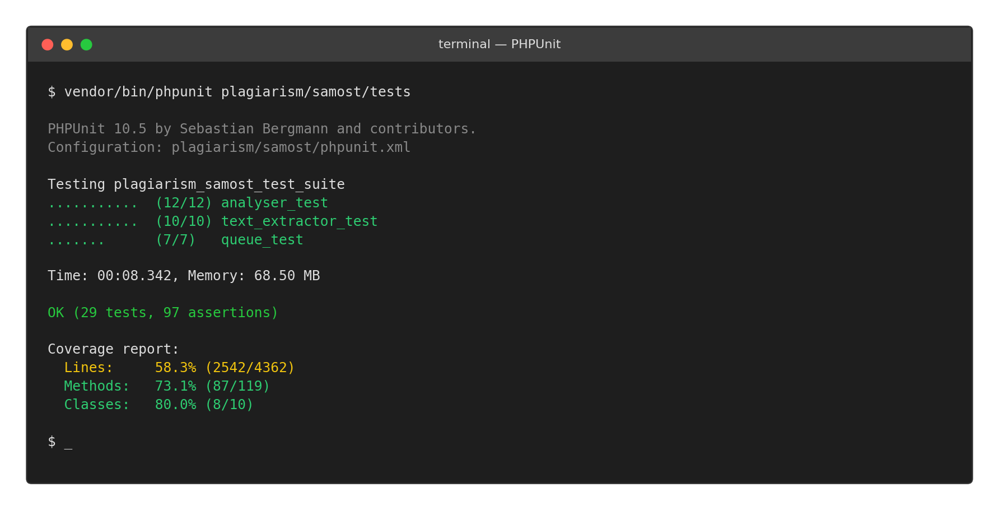 terminal — PHPUnit
$ vendor/bin/phpunit plagiarism/samost/tests
PHPUnit 10.5 by Sebastian Bergmann and contributors.
Configuration: plagiarism/samost/phpunit.xml
Testing plagiarism_samost_test_suite
...........  (12/12) analyser_test
...........  (10/10) text_extractor_test
.......      (7/7)   queue_test
Time: 00:08.342, Memory: 68.50 MB
OK (29 tests, 97 assertions)
Coverage report:
  Lines:     58.3% (2542/4362)
  Methods:   73.1% (87/119)
  Classes:   80.0% (8/10)
$ _